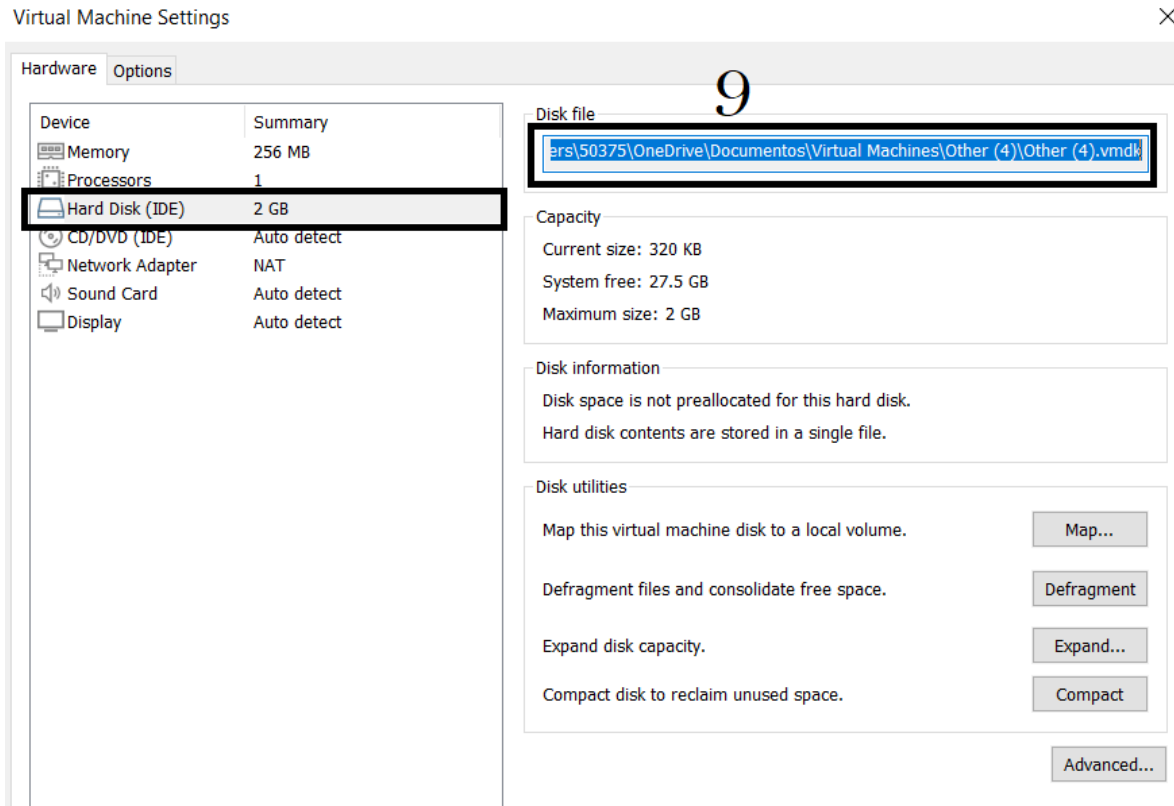 Virtual Machine Settings
Hardware
Options
9
Device Summary
Memory 256 MB
Processors 1
Hard Disk (IDE) 2 GB
CD/DVD (IDE) Auto detect
Network Adapter NAT
Sound Card Auto detect
Display Auto detect
Disk file
ers\50375\OneDrive\Documentos\Virtual Machines\Other (4)\Other (4).vmdk
Capacity
Current size: 320 KB
System free: 27.5 GB
Maximum size: 2 GB
Disk information
Disk space is not preallocated for this hard disk.
Hard disk contents are stored in a single file.
Disk utilities
Map this virtual machine disk to a local volume. Map...
Defragment files and consolidate free space. Defragment
Expand disk capacity. Expand...
Compact disk to reclaim unused space. Compact
Advanced...